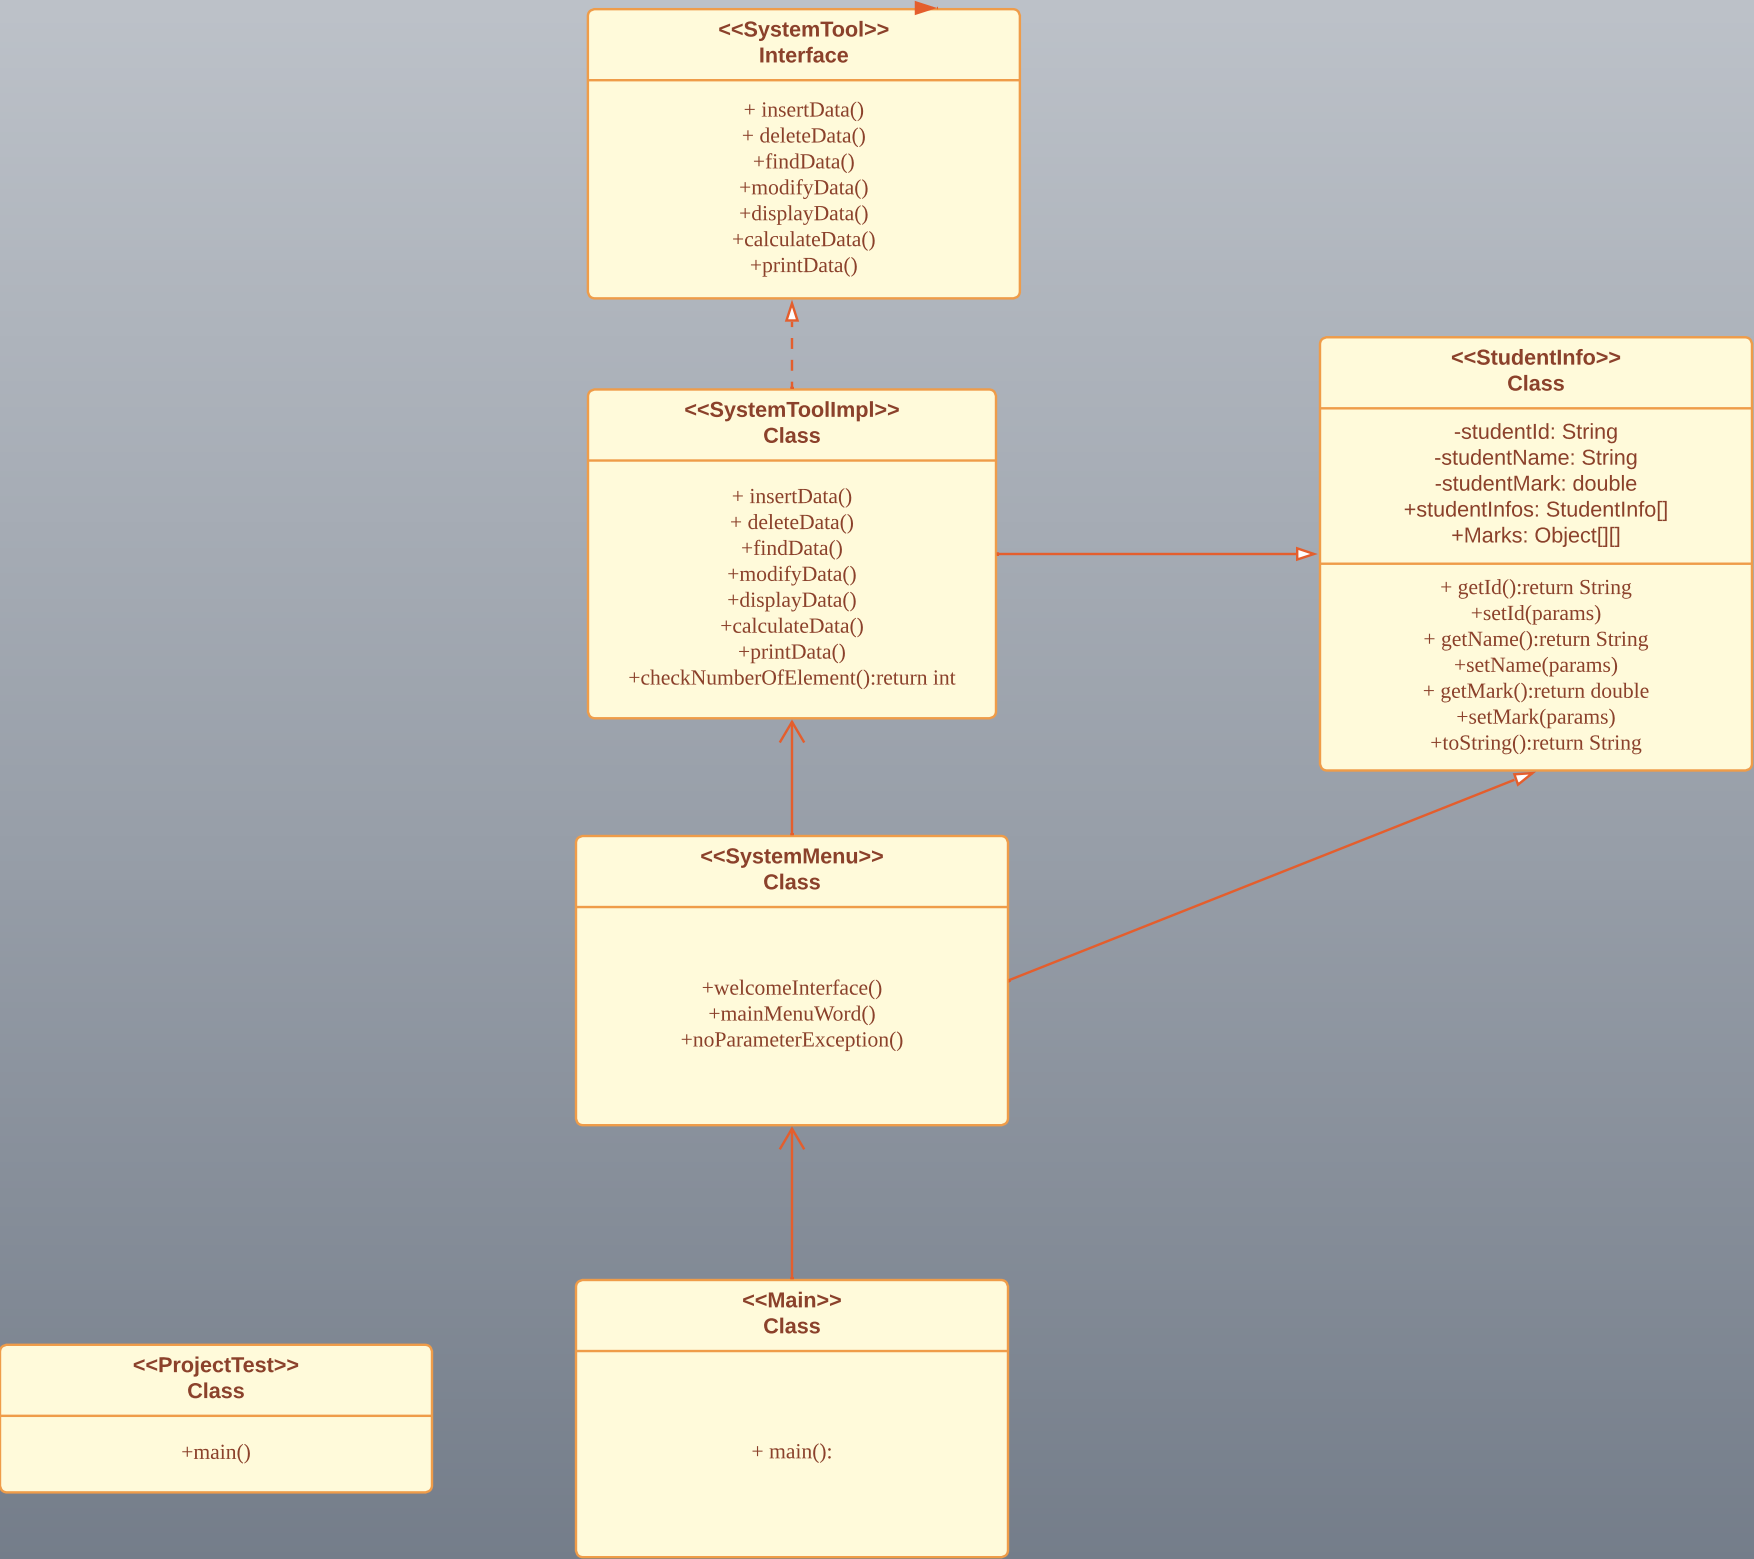 <<SystemTool>>
Interface
+ insertData()
+ deleteData()
+findData()
+modifyData()
+displayData()
+calculateData()
+printData()
<<SystemToolImpl>>
Class
+ insertData()
+ deleteData()
+findData()
+modifyData()
+displayData()
+calculateData()
+printData()
+checkNumberOfElement():return int
<<StudentInfo>>
Class
-studentId: String
-studentName: String
-studentMark: double
+studentInfos: StudentInfo[]
+Marks: Object[][]
+ getId():return String
+setId(params)
+ getName():return String
+setName(params)
+ getMark():return double
+setMark(params)
+toString():return String
<<SystemMenu>>
Class
+welcomeInterface()
+mainMenuWord()
+noParameterException()
<<Main>>
Class
+ main():
<<ProjectTest>>
Class
+main()